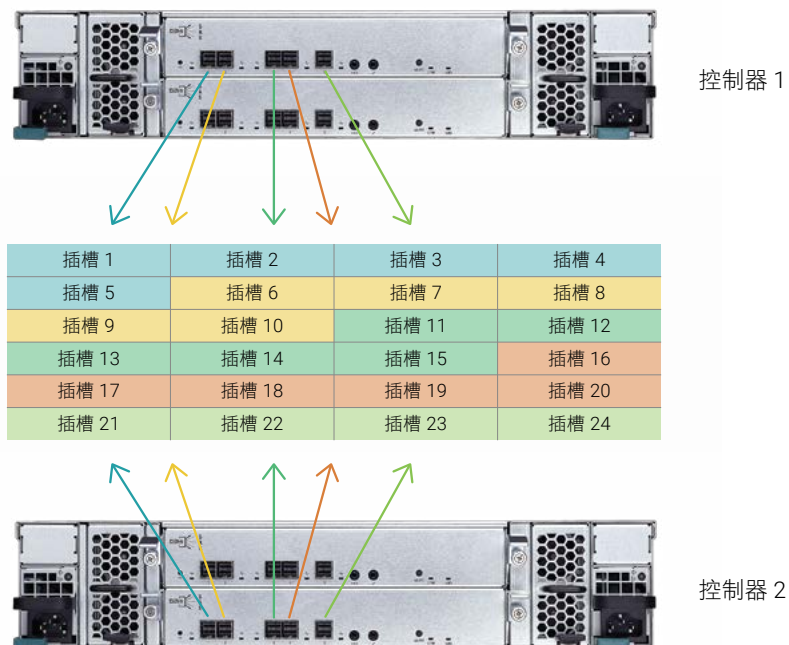 控制器 1
插槽 1 插槽 2 插槽 3 插槽 4
插槽 5 插槽 6 插槽 7 插槽 8
插槽 9 插槽 10 插槽 11 插槽 12
插槽 13 插槽 14 插槽 15 插槽 16
插槽 17 插槽 18 插槽 19 插槽 20
插槽 21 插槽 22 插槽 23 插槽 24
控制器 2